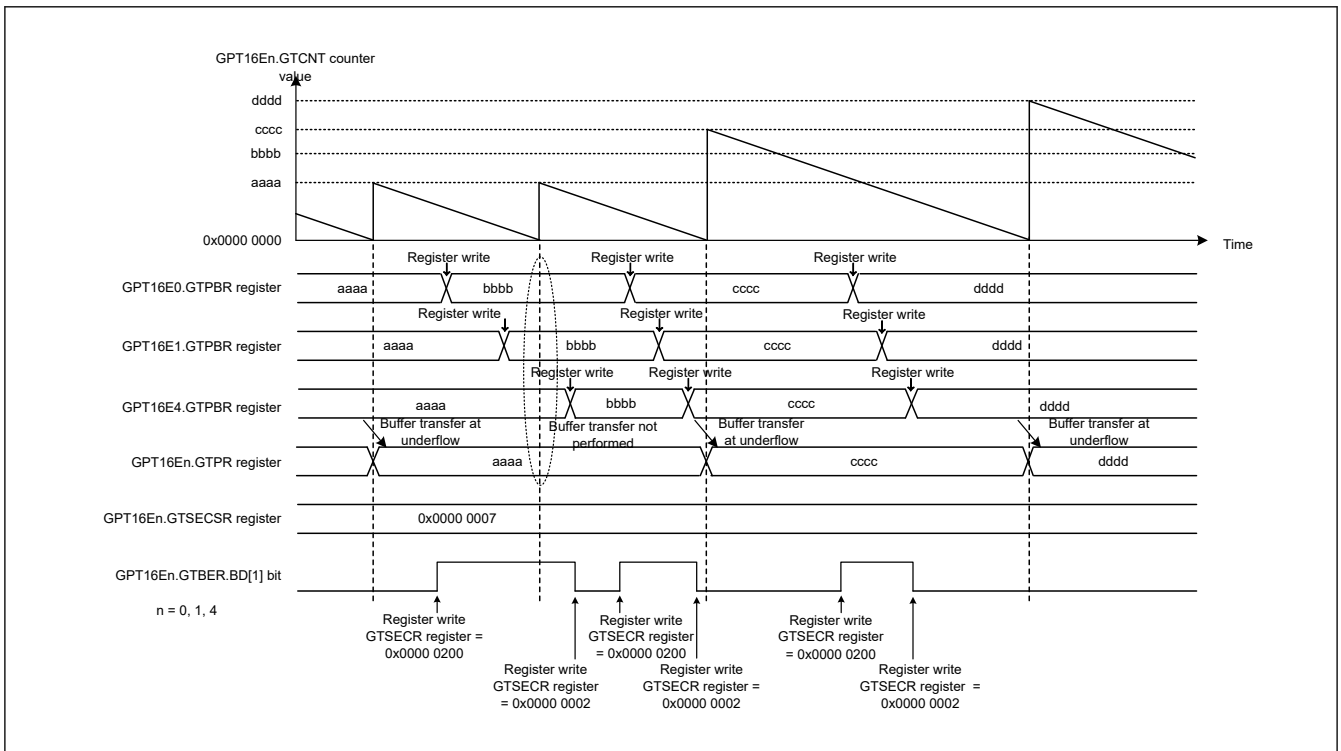 GPT16En.GTCNT counter
value
dddd
cccc
bbbb
aaaa
0x0000 0000
Time
Register write
Register write
Register write
GPT16E0.GTPBR register
aaaa
bbbb
cccc
dddd
Register write
Register write
Register write
GPT16E1.GTPBR register
aaaa
bbbb
cccc
dddd
Register write
Register write
Register write
GPT16E4.GTPBR register
aaaa
bbbb
cccc
dddd
Buffer transfer at
underflow
Buffer transfer not
performed
Buffer transfer
at underflow
Buffer transfer at
underflow
GPT16En.GTPR register
aaaa
cccc
dddd
GPT16En.GTSECSR register
0x0000 0007
GPT16En.GTBER.BD[1] bit
n = 0, 1, 4
Register write
GTSECR register =
0x0000 0200
Register write
GTSECR register
= 0x0000 0002
Register write
GTSECR register
= 0x0000 0200
Register write
GTSECR register =
0x0000 0002
Register write
GTSECR register
= 0x0000 0200
Register write
GTSECR register =
0x0000 0002